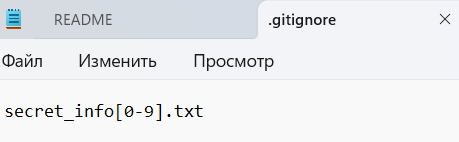 README
.gitignore
Файл Изменить Просмотр
secret_info[0-9].txt